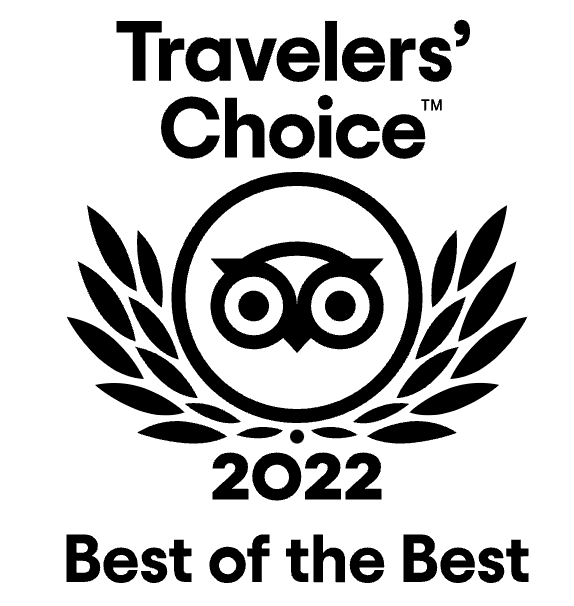 Travelers’
Choice™
2022
Best of the Best